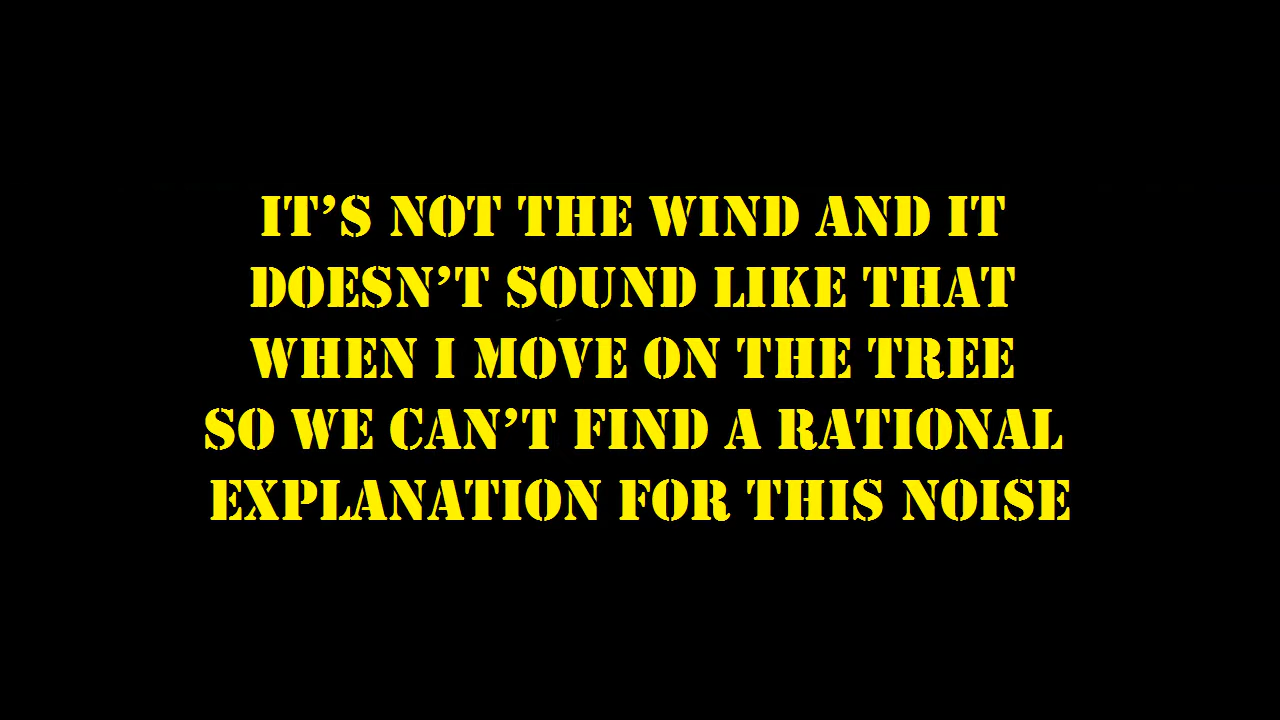 IT’S NOT THE WIND AND IT
DOESN’T SOUND LIKE THAT
WHEN I MOVE ON THE TREE
SO WE CAN’T FIND A RATIONAL
EXPLANATION FOR THIS NOISE